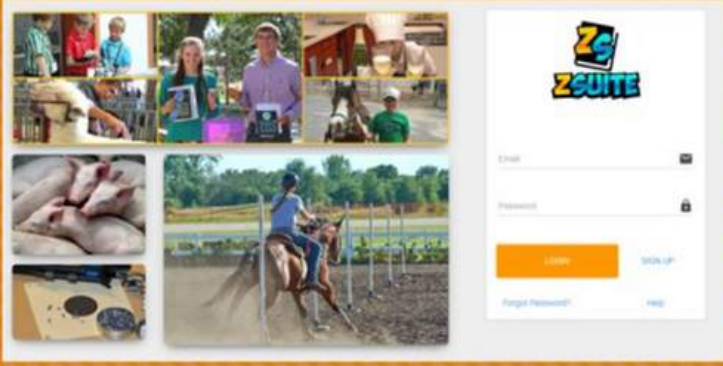 ZS
ZSUITE
Email
Password
LOGIN
SIGN UP
Forgot Password?
Help